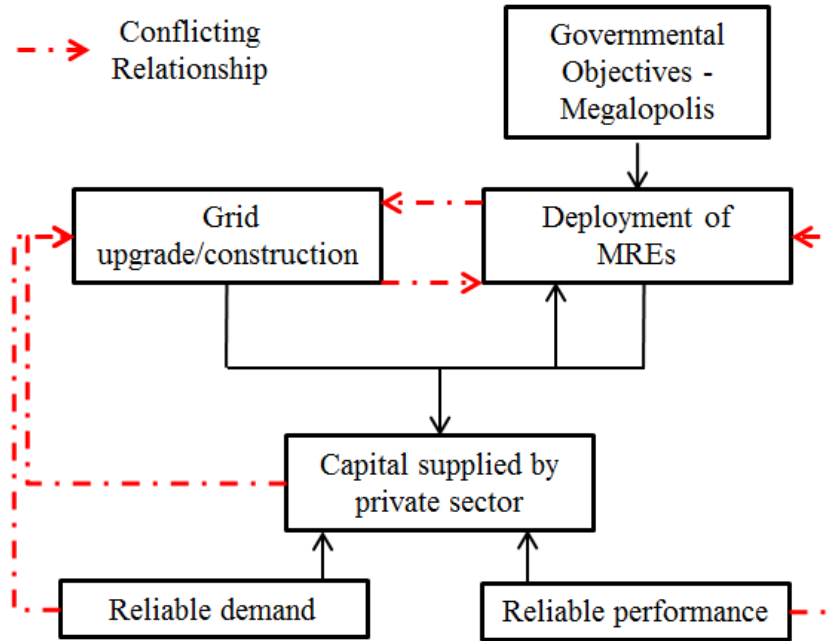 Conflicting
Relationship
Governmental
Objectives -
Megalopolis
Grid
upgrade/construction
Deployment of
MREs
Capital supplied by
private sector
Reliable demand
Reliable performance